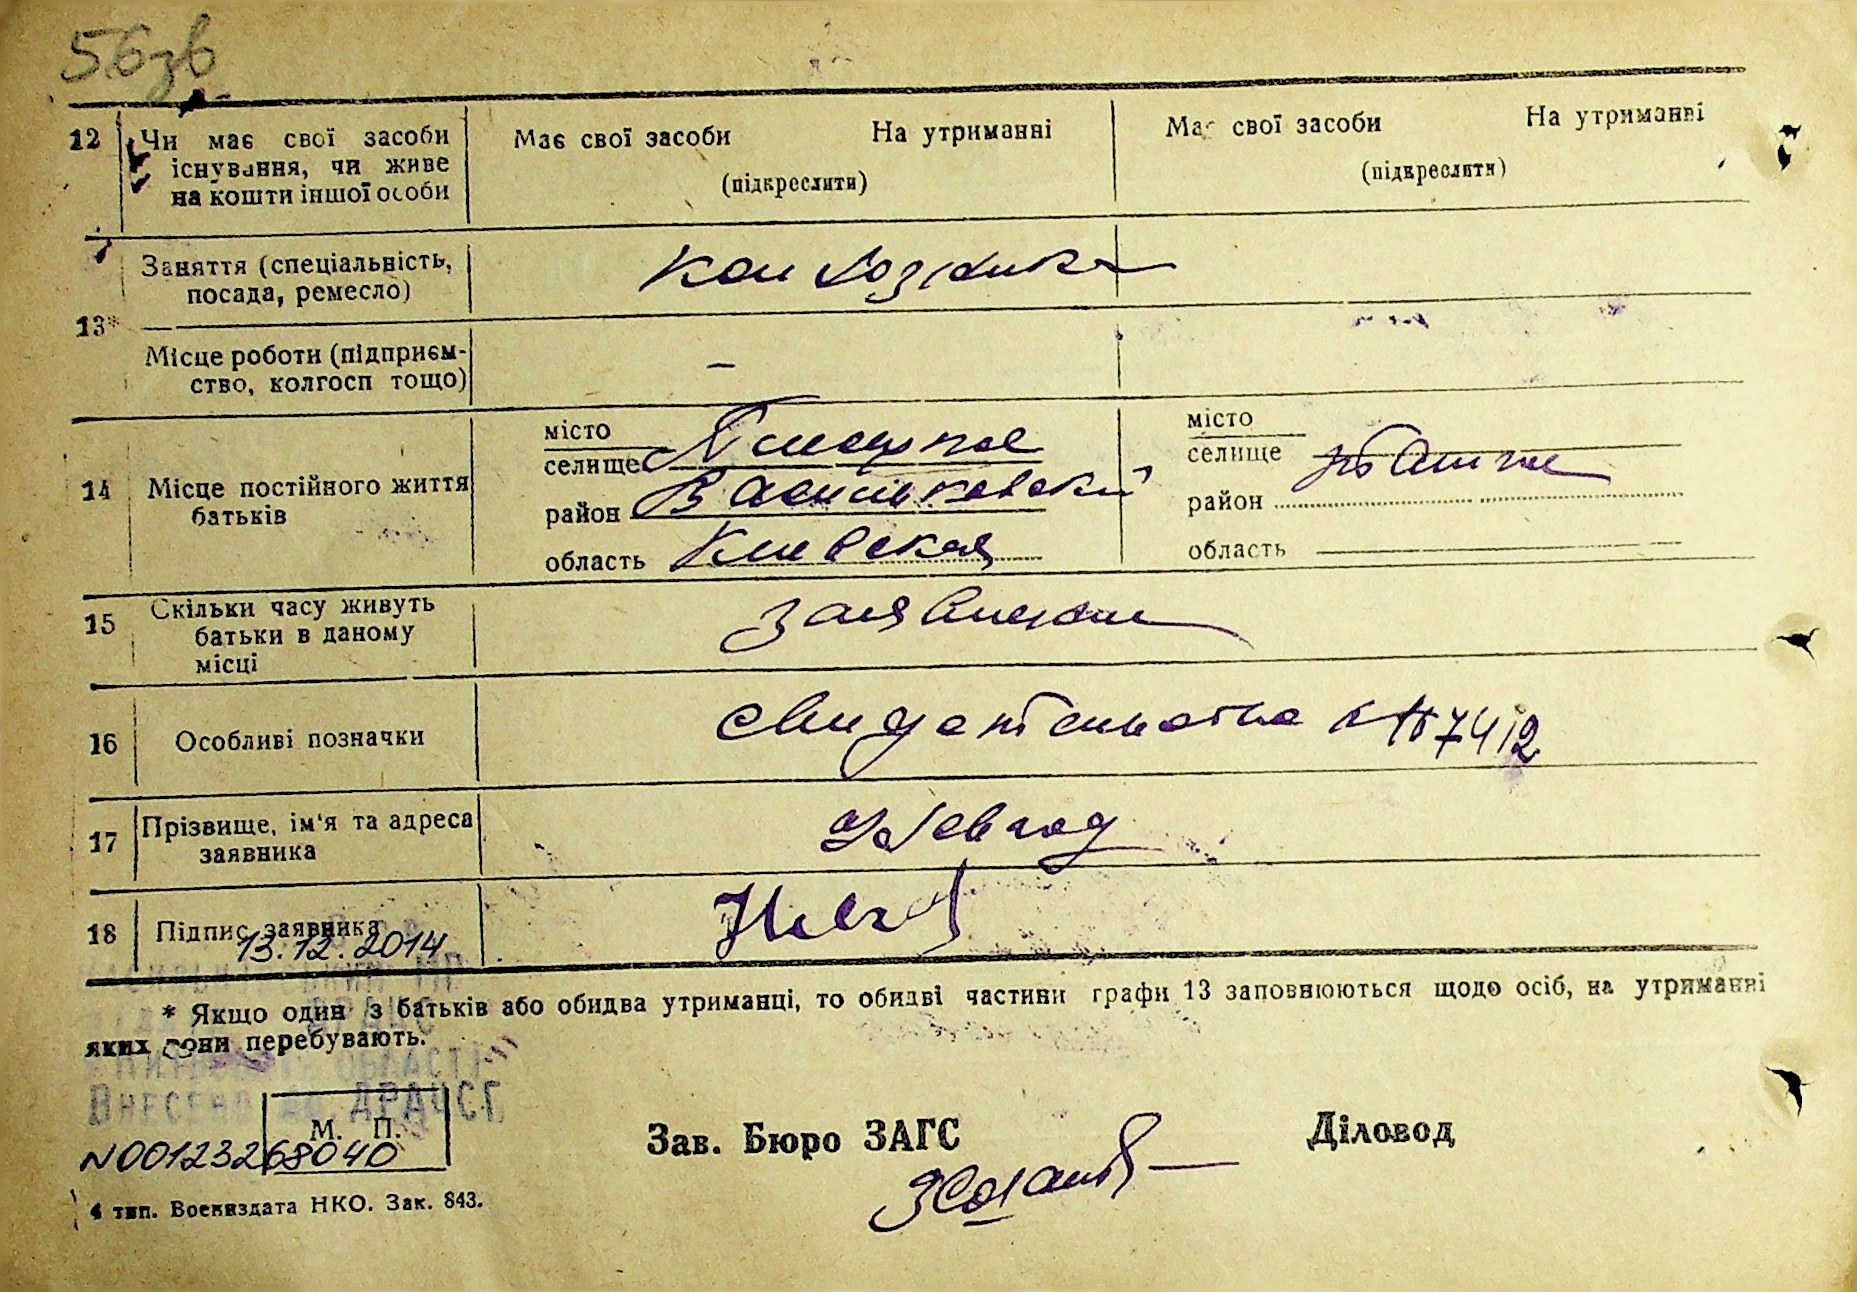 56зв
12 Чи має свої засоби існування, чи живе на кошти іншої особи
Має свої засоби На утриманні
(підкреслити)
Має свої засоби На утриманні
(підкреслити)
13*
Заняття (спеціальність,
посада, ремесло)
Місце роботи (підприєм-
ство, колгосп тощо)
–
14 Місце постійного життя
батьків
місто
селище
район Васильковский
область Киевская
місто
селище
район
область
15 Скільки часу живуть
батьки в даному
місці
16 Особливі позначки
17 Прізвище, ім'я та адреса
заявника
18 Підпис заявника
13.12.2014
* Якщо один з батьків або обидва утриманці, то обидві частини графи 13 заповнюються щодо осіб, на утриманні
яких вони перебувають.
ОБЛАСТІ
ВНЕСЕНО ДРАЦСГ
М. П.
N00123268040
Зав. Бюро ЗАГС
Діловод
4 тип. Воениздата НКО. Зак. 843.